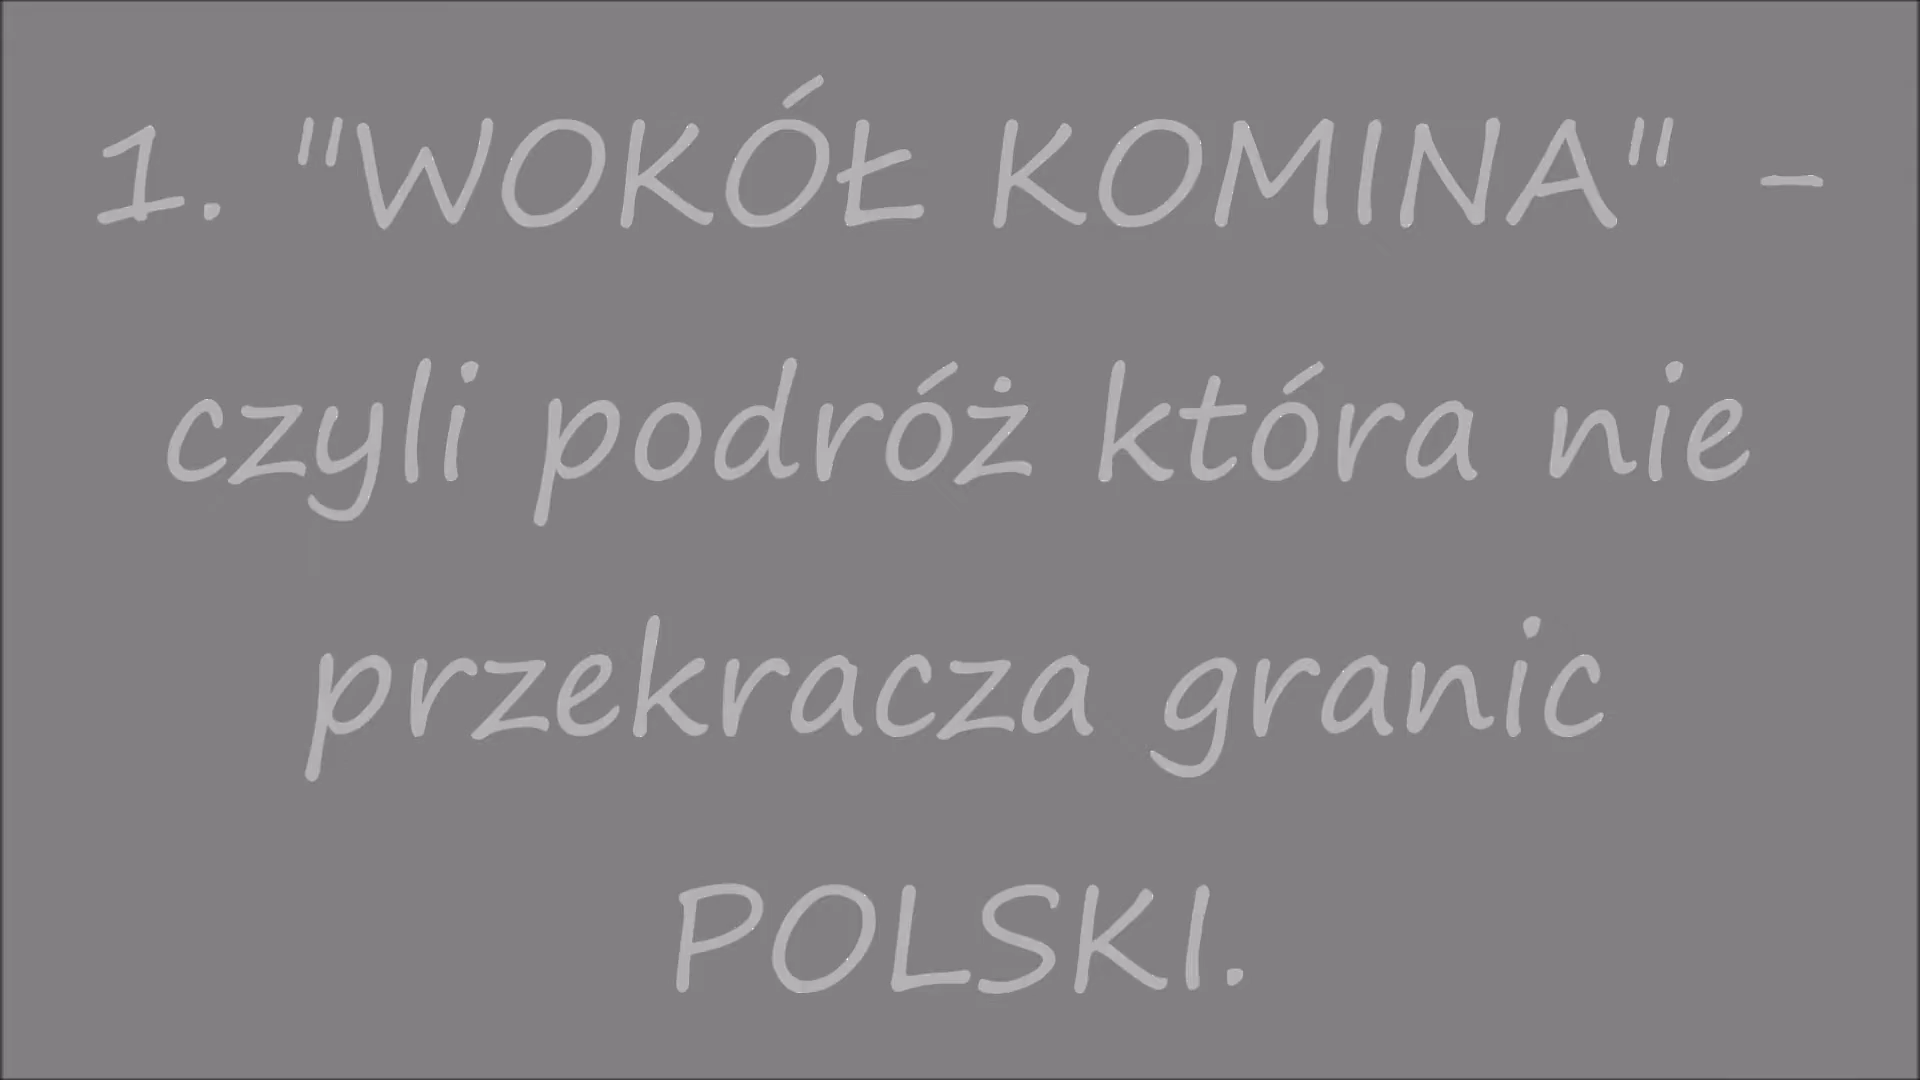 1. "WOKÓŁ KOMINA" -
czyli podróż która nie
przekracza granic
POLSKI.